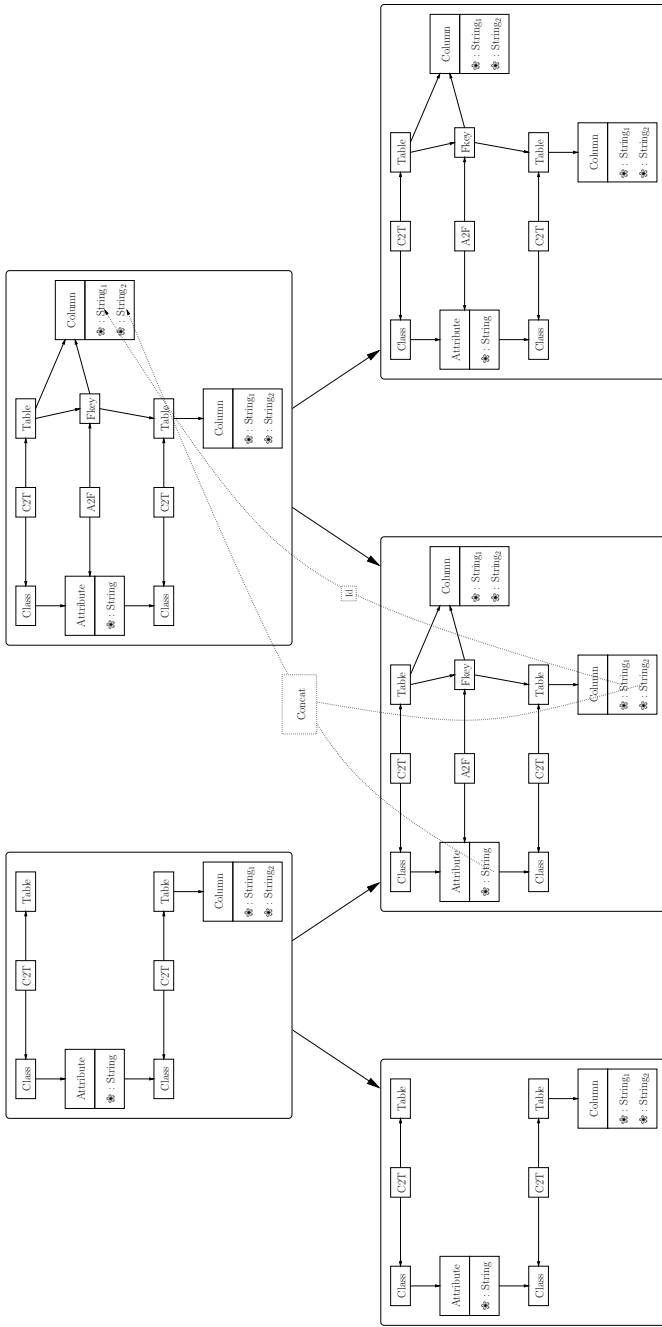 Class C2T Table
Attribute
❀ : String
Class C2T Table
Column
❀ : String₁
❀ : String₂
Class C2T Table
Column
Attribute
A2F Fkey
❀ : String₁
❀ : String
❀ : String₂
Class C2T Table
Column
❀ : String₁
❀ : String₂
Concat
Id
Class C2T Table
Attribute
❀ : String
Class C2T Table
Column
❀ : String₁
❀ : String₂
Class C2T Table
Column
Attribute
A2F Fkey
❀ : String₁
❀ : String
❀ : String₂
Class C2T Table
Column
❀ : String₁
❀ : String₂
Class C2T Table
Column
Attribute
A2F Fkey
❀ : String₁
❀ : String
❀ : String₂
Class C2T Table
Column
❀ : String₁
❀ : String₂